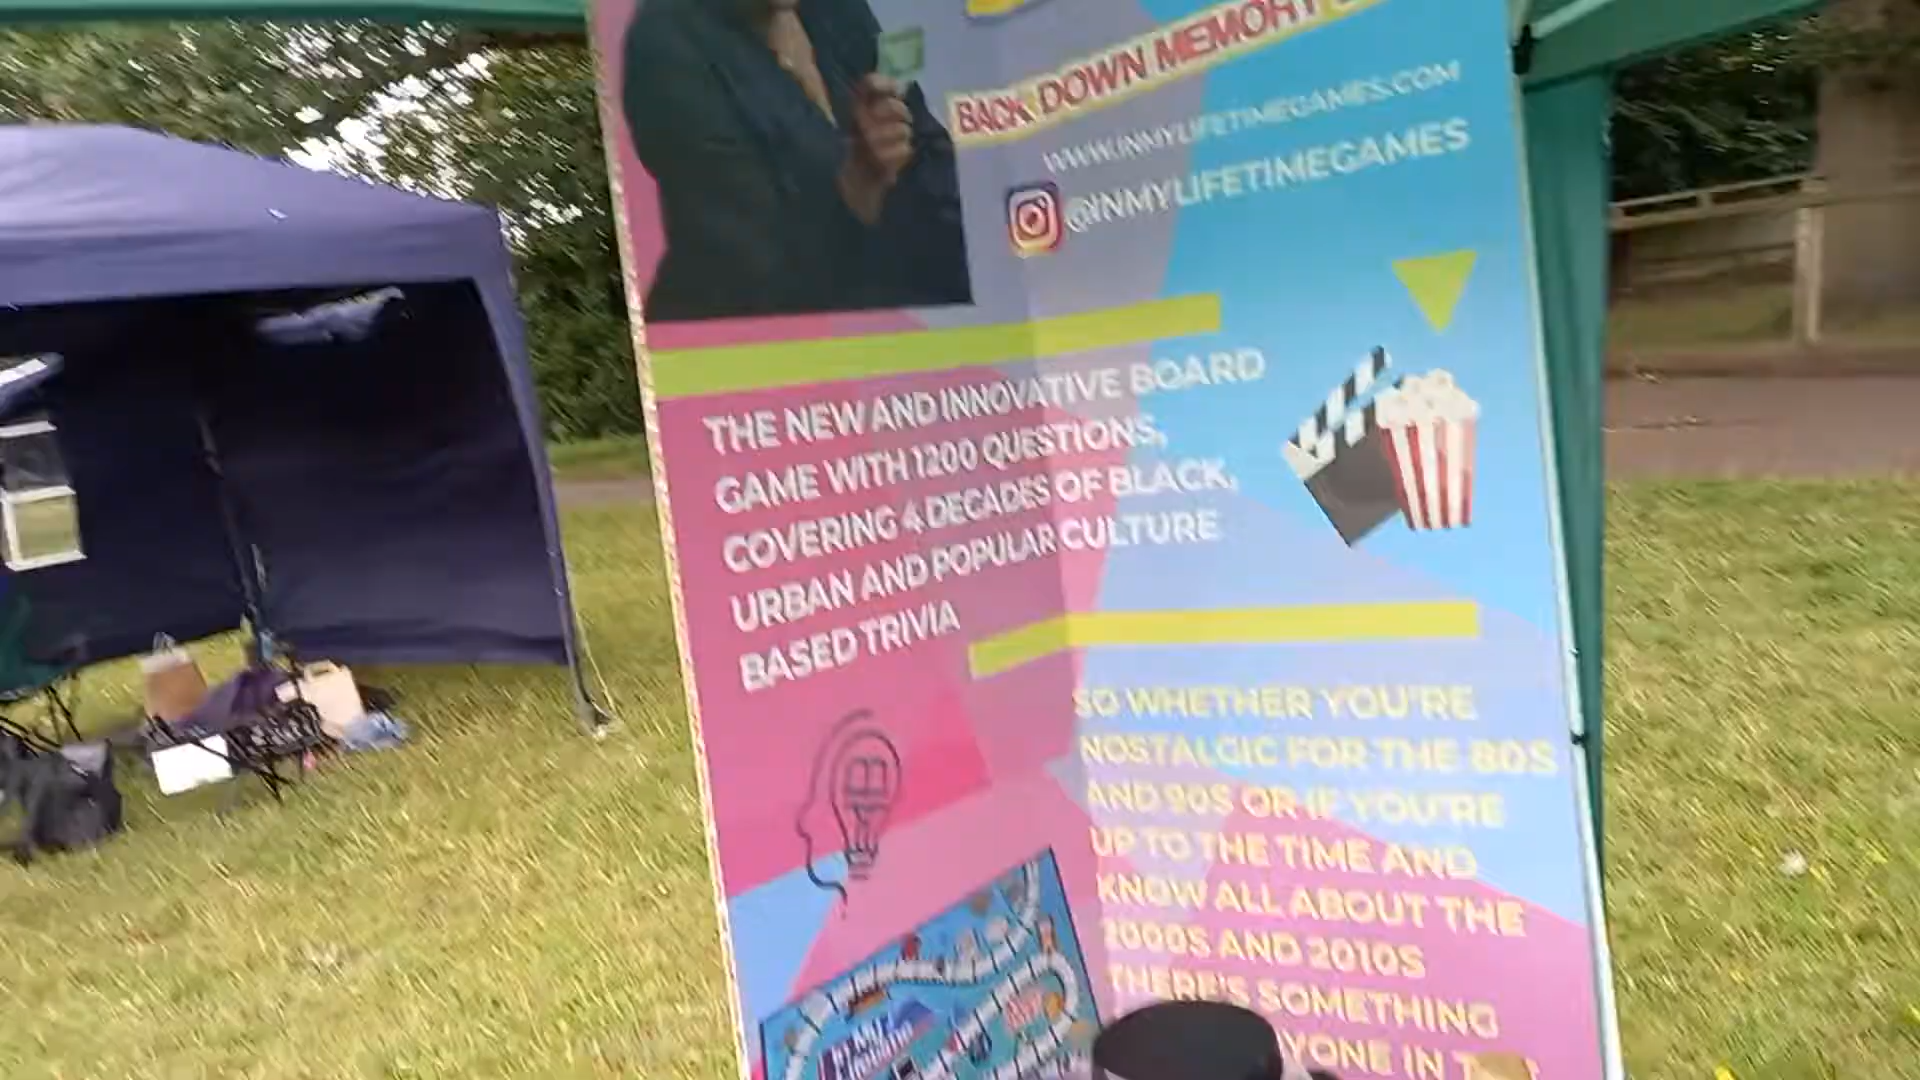 BACK DOWN MEMORY
WWW.INMYLIFETIMEGAMES.COM
@INMYLIFETIMEGAMES
THE NEW AND INNOVATIVE BOARD
GAME WITH 1200 QUESTIONS,
COVERING 4 DECADES OF BLACK,
URBAN AND POPULAR CULTURE
BASED TRIVIA
SO WHETHER YOU'RE
NOSTALGIC FOR THE 80S
AND 90S OR IF YOU'RE
UP TO THE TIME AND
KNOW ALL ABOUT THE
2000S AND 2010S
THERE'S SOMETHING
YONE IN